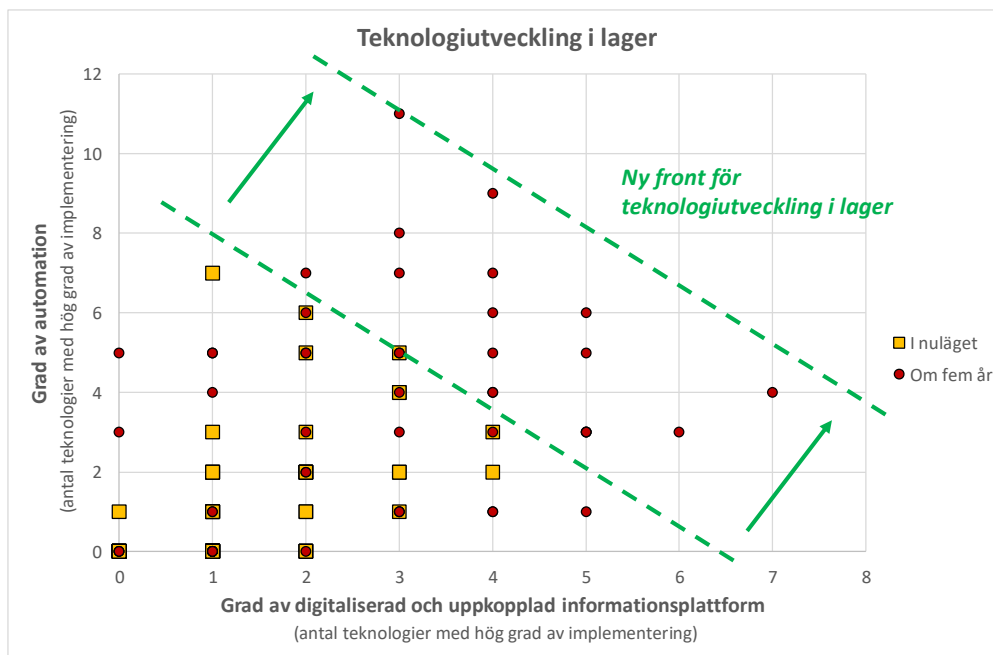 Teknologiutveckling i lager
Grad av automation
(antal teknologier med hög grad av implementering)
12
10
8
6
4
2
0
Ny front för
teknologiutveckling i lager
I nuläget
Om fem år
0 1 2 3 4 5 6 7 8
Grad av digitaliserad och uppkopplad informationsplattform
(antal teknologier med hög grad av implementering)